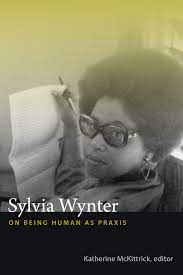 Sylvia Wynter
ON BEING HUMAN AS PRAXIS
Katherine McKittrick, editor